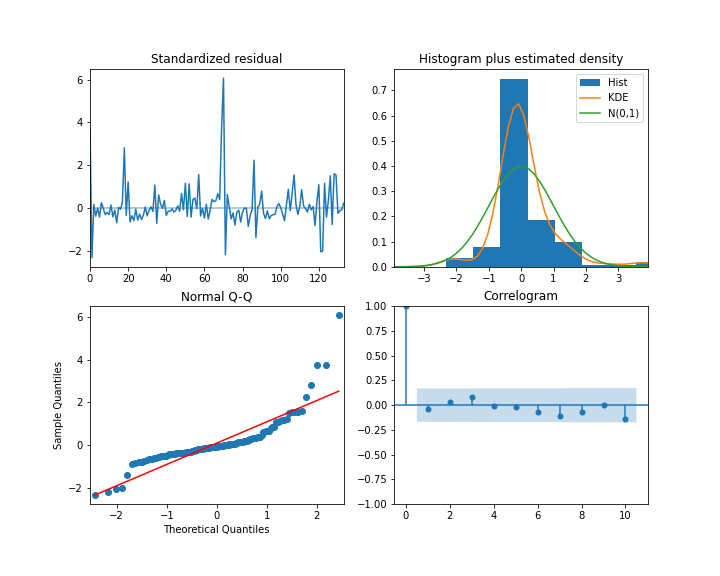 Standardized residual
6
4
2
0
−2
0 20 40 60 80 100 120
Histogram plus estimated density
0.7
0.6
0.5
0.4
0.3
0.2
0.1
0.0
Hist
KDE
N(0,1)
−3 −2 −1 0 1 2 3
Normal Q-Q
6
4
2
0
−2
Sample Quantiles
−2 −1 0 1 2
Theoretical Quantiles
Correlogram
1.00
0.75
0.50
0.25
0.00
−0.25
−0.50
−0.75
−1.00
0 2 4 6 8 10